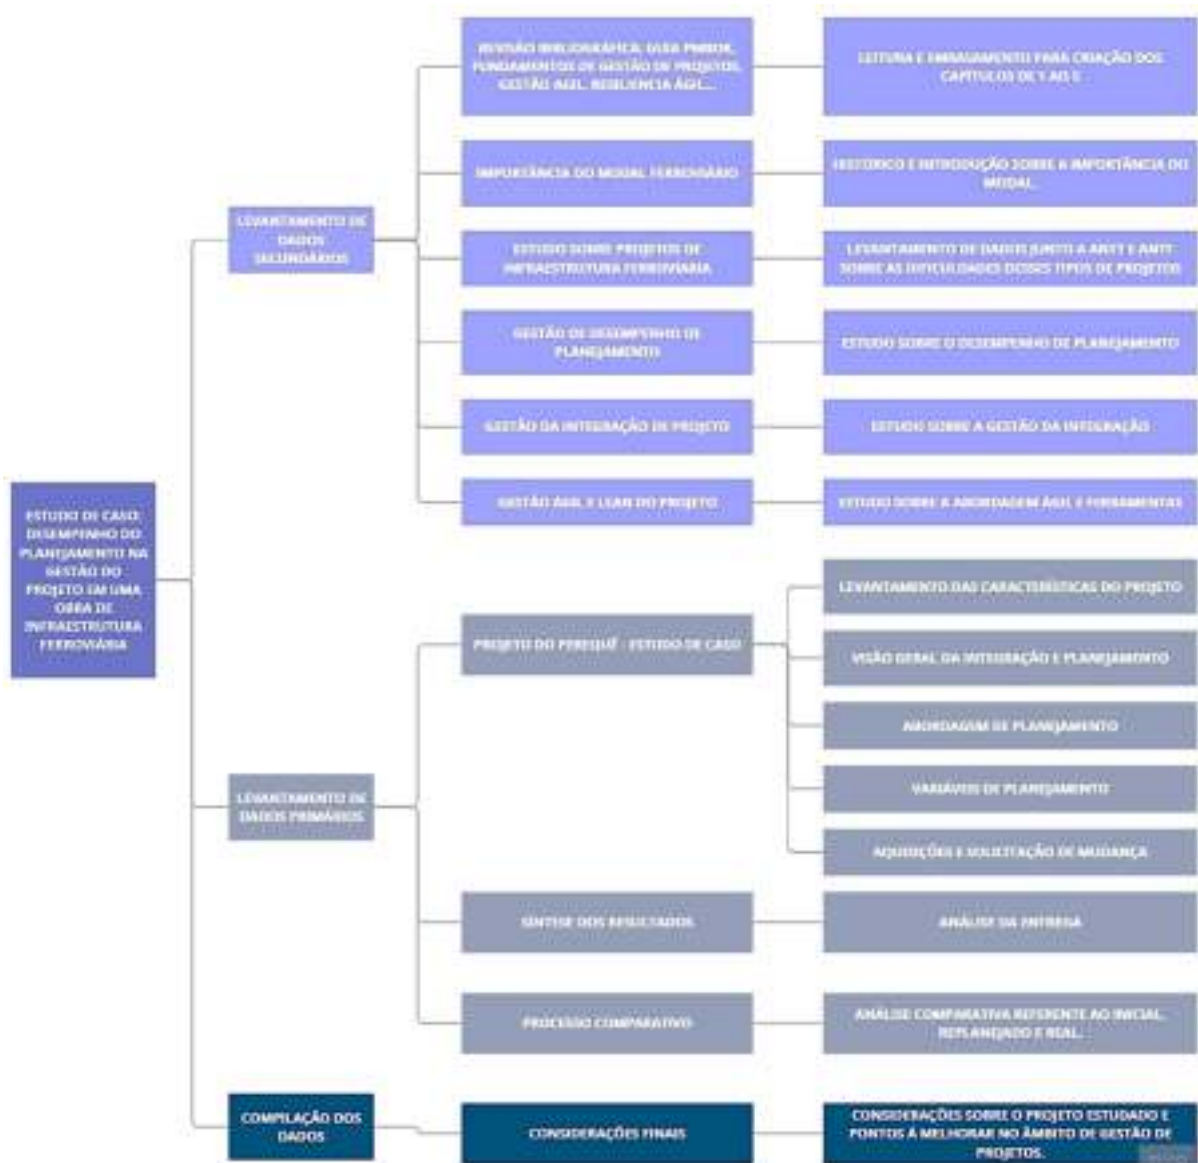 REVISÃO BIBLIOGRÁFICA: GUIA PMBOK,
FUNDAMENTOS DE GESTÃO DE PROJETOS,
GESTÃO ÁGIL, RESILIENCIA ÁGIL...
LEITURA E EMBASAMENTO PARA CRIAÇÃO DOS
CAPÍTULOS DE 1 AO 5
IMPORTÂNCIA DO MODAL FERROVIÁRIO
HISTÓRICO E INTRODUÇÃO SOBRE A IMPORTÂNCIA DO
MODAL.
LEVANTAMENTO DE
DADOS
SECUNDÁRIOS
ESTUDO SOBRE PROJETOS DE
INFRAESTRUTURA FERROVIARIA
LEVANTAMENTO DE DADOS JUNTO A E ANTF
SOBRE AS DIFICULDADES DESSES TIPOS DE PROJETOS
GESTÃO DE DESEMPENHO DE
PLANEJAMENTO
ESTUDO SOBRE O DESEMPENHO DE PLANEJAMENTO
GESTÃO DA INTEGRAÇÃO DE PROJETO
ESTUDO SOBRE A GESTÃO DA INTEGRAÇÃO
GESTÃO ÁGIL E LEAN DO PROJETO
ESTUDO SOBRE A ABORDAGEM ÁGIL E FERRAMENTAS
ESTUDO DE CASO:
DESEMPENHO DO
PLANEJAMENTO NA
GESTÃO DO
PROJETO EM UMA
OBRA DE
INFRAESTRUTURA
FERROVIÁRIA
LEVANTAMENTO DAS CARACTERÍSTICAS DO PROJETO
PROJETO DO PEREQUÊ - ESTUDO DE CASO
VISÃO GERAL DA INTEGRAÇÃO E PLANEJAMENTO
ABORDAGEM DE PLANEJAMENTO
LEVANTAMENTO DE
DADOS PRIMÁRIOS
VARIÁVEIS DE PLANEJAMENTO
AQUISIÇÕES E SOLICITAÇÃO DE MUDANÇA
SÍNTESE DOS RESULTADOS
ANÁLISE DA ENTREGA
PROCESSO COMPARATIVO
ANÁLISE COMPARATIVA REFERENTE AO INICIAL,
REPLANEJADO E REAL.
COMPILAÇÃO DOS
DADOS
CONSIDERAÇÕES FINAIS
CONSIDERAÇÕES SOBRE O PROJETO ESTUDADO E
PONTOS A MELHORAR NO ÂMBITO DE GESTÃO DE
PROJETOS.